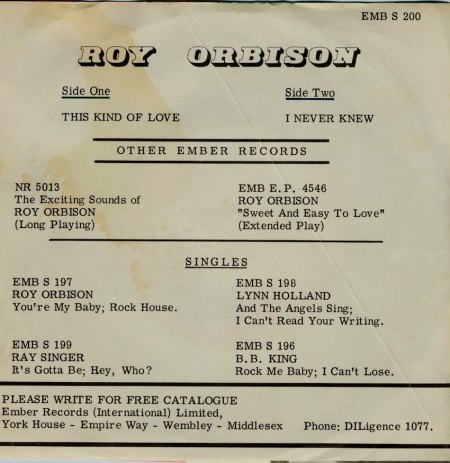 EMB S 200
ROY ORBISON
Side One Side Two
THIS KIND OF LOVE I NEVER KNEW
OTHER EMBER RECORDS
NR 5013
The Exciting Sounds of
ROY ORBISON
(Long Playing)
EMB E.P. 4546
ROY ORBISON
"Sweet And Easy To Love"
(Extended Play)
SINGLES
EMB S 197
ROY ORBISON
You're My Baby; Rock House.
EMB S 198
LYNN HOLLAND
And The Angels Sing;
I Can't Read Your Writing.
EMB S 199
RAY SINGER
It's Gotta Be; Hey, Who?
EMB S 196
B.B. KING
Rock Me Baby; I Can't Lose.
PLEASE WRITE FOR FREE CATALOGUE
Ember Records (International) Limited,
York House - Empire Way - Wembley - Middlesex Phone: DILigence 1077.